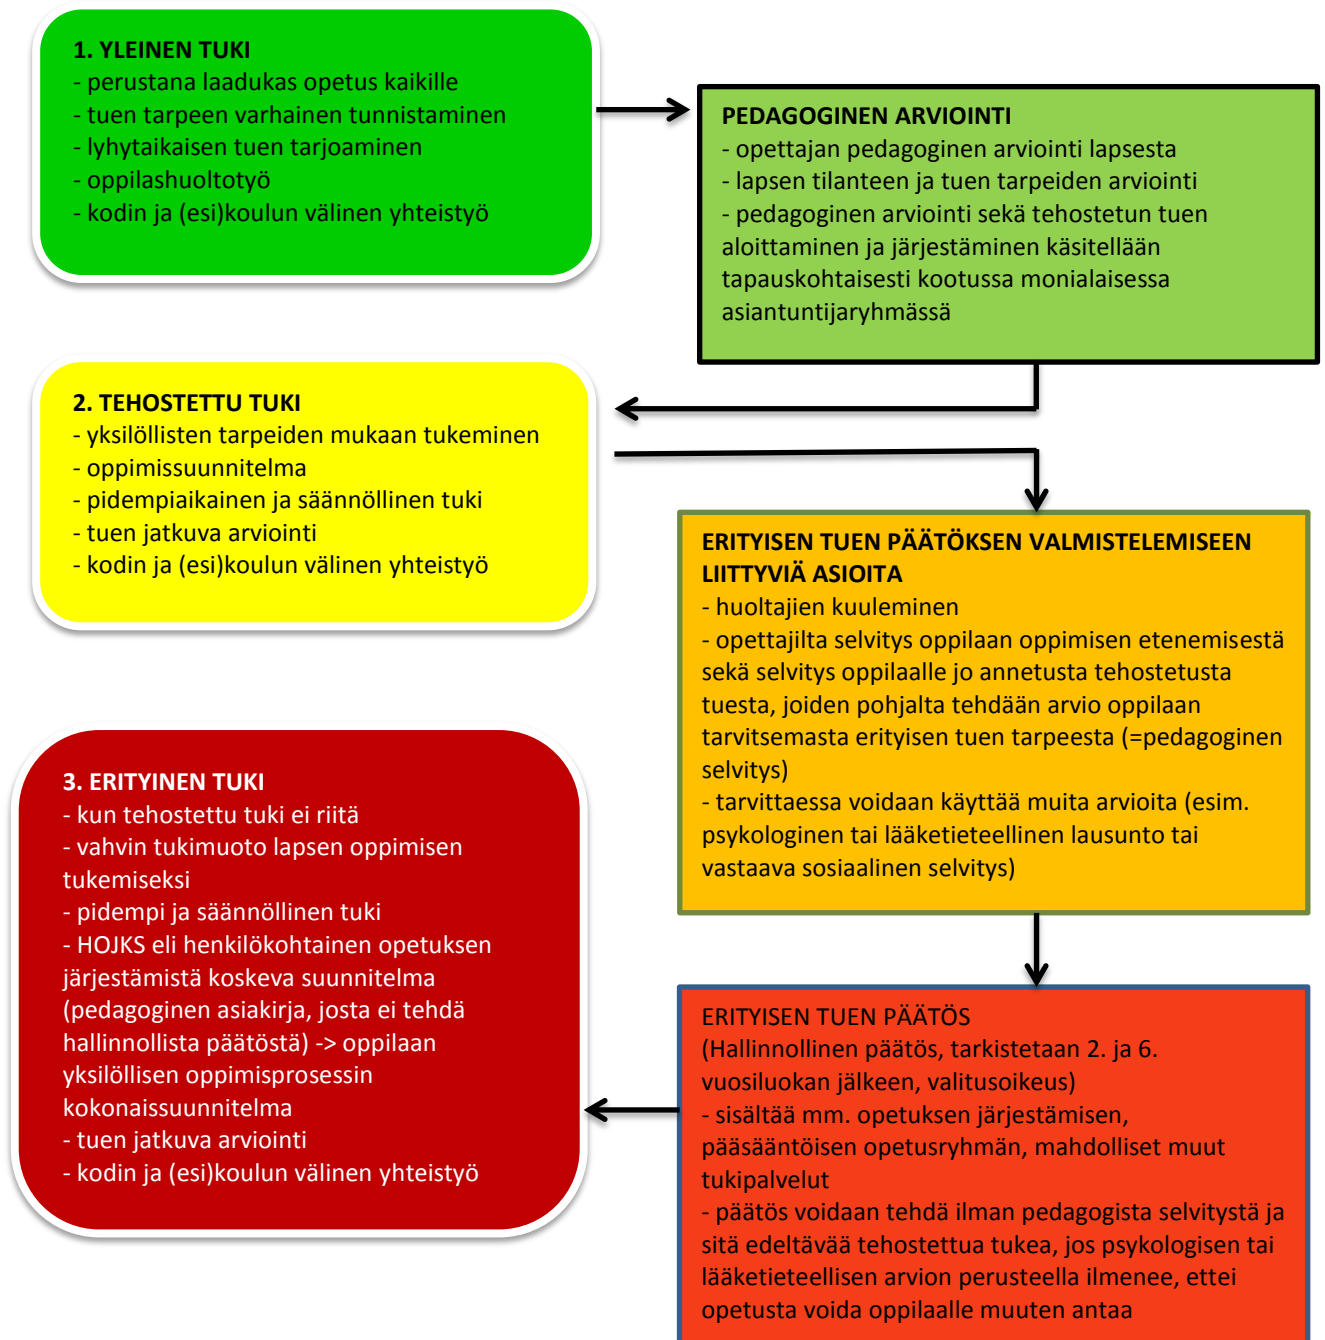 1. YLEINEN TUKI
- perustana laadukas opetus kaikille
- tuen tarpeen varhainen tunnistaminen
- lyhytaikaisen tuen tarjoaminen
- oppilashuoltotyö
- kodin ja (esi)koulun välinen yhteistyö
PEDAGOGINEN ARVIOINTI
- opettajan pedagoginen arviointi lapsesta
- lapsen tilanteen ja tuen tarpeiden arviointi
- pedagoginen arviointi sekä tehostetun tuen
aloittaminen ja järjestäminen käsitellään
tapauskohtaisesti kootussa monialaisessa
asiantuntijaryhmässä
2. TEHOSTETTU TUKI
- yksilöllisten tarpeiden mukaan tukeminen
- oppimissuunnitelma
- pidempiaikainen ja säännöllinen tuki
- tuen jatkuva arviointi
- kodin ja (esi)koulun välinen yhteistyö
ERITYISEN TUEN PÄÄTÖKSEN VALMISTELEMISEEN
LIITTYVIÄ ASIOITA
- huoltajien kuuleminen
- opettajilta selvitys oppilaan oppimisen etenemisestä
sekä selvitys oppilaalle jo annetusta tehostetusta
tuesta, joiden pohjalta tehdään arvio oppilaan
tarvitsemasta erityisen tuen tarpeesta (=pedagoginen
selvitys)
- tarvittaessa voidaan käyttää muita arvioita (esim.
psykologinen tai lääketieteellinen lausunto tai
vastaava sosiaalinen selvitys)
3. ERITYINEN TUKI
- kun tehostettu tuki ei riitä
- vahvin tukimuoto lapsen oppimisen
tukemiseksi
- pidempi ja säännöllinen tuki
- HOJKS eli henkilökohtainen opetuksen
järjestämistä koskeva suunnitelma
(pedagoginen asiakirja, josta ei tehdä
hallinnollista päätöstä) -> oppilaan
yksilöllisen oppimisprosessin
kokonaissuunnitelma
- tuen jatkuva arviointi
- kodin ja (esi)koulun välinen yhteistyö
ERITYISEN TUEN PÄÄTÖS
(Hallinnollinen päätös, tarkistetaan 2. ja 6.
vuosiluokan jälkeen, valitusoikeus)
- sisältää mm. opetuksen järjestämisen,
pääsääntöisen opetusryhmän, mahdolliset muut
tukipalvelut
- päätös voidaan tehdä ilman pedagogista selvitystä ja
sitä edeltävää tehostettua tukea, jos psykologisen tai
lääketieteellisen arvion perusteella ilmenee, ettei
opetusta voida oppilaalle muuten antaa